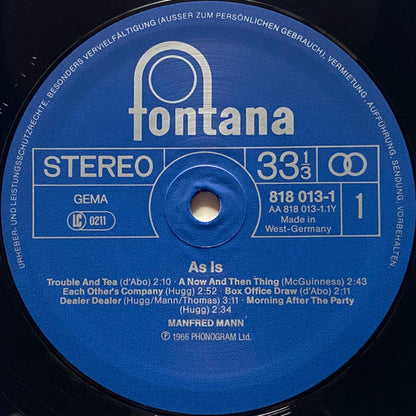 URHEBER- UND LEISTUNGSSCHUTZRECHTE, BESONDERS VERVIELFÄLTIGUNG (AUSSER ZUM PERSÖNLICHEN GEBRAUCH), VERMIETUNG, AUFFÜHRUNG, SENDUNG, VORBEHALTEN.
fontana
STEREO
33 1/3
GEMA
LC 0211
818 013-1
AA 818 013-1.1Y
Made in
West-Germany
1
As Is
Trouble And Tea (d'Abo) 2:10 · A Now And Then Thing (McGuinness) 2:43
Each Other's Company (Hugg) 2:52 · Box Office Draw (d'Abo) 2:11
Dealer Dealer (Hugg/Mann/Thomas) 3:11 · Morning After The Party
(Hugg) 2:34
MANFRED MANN
Ⓟ 1966 PHONOGRAM Ltd.